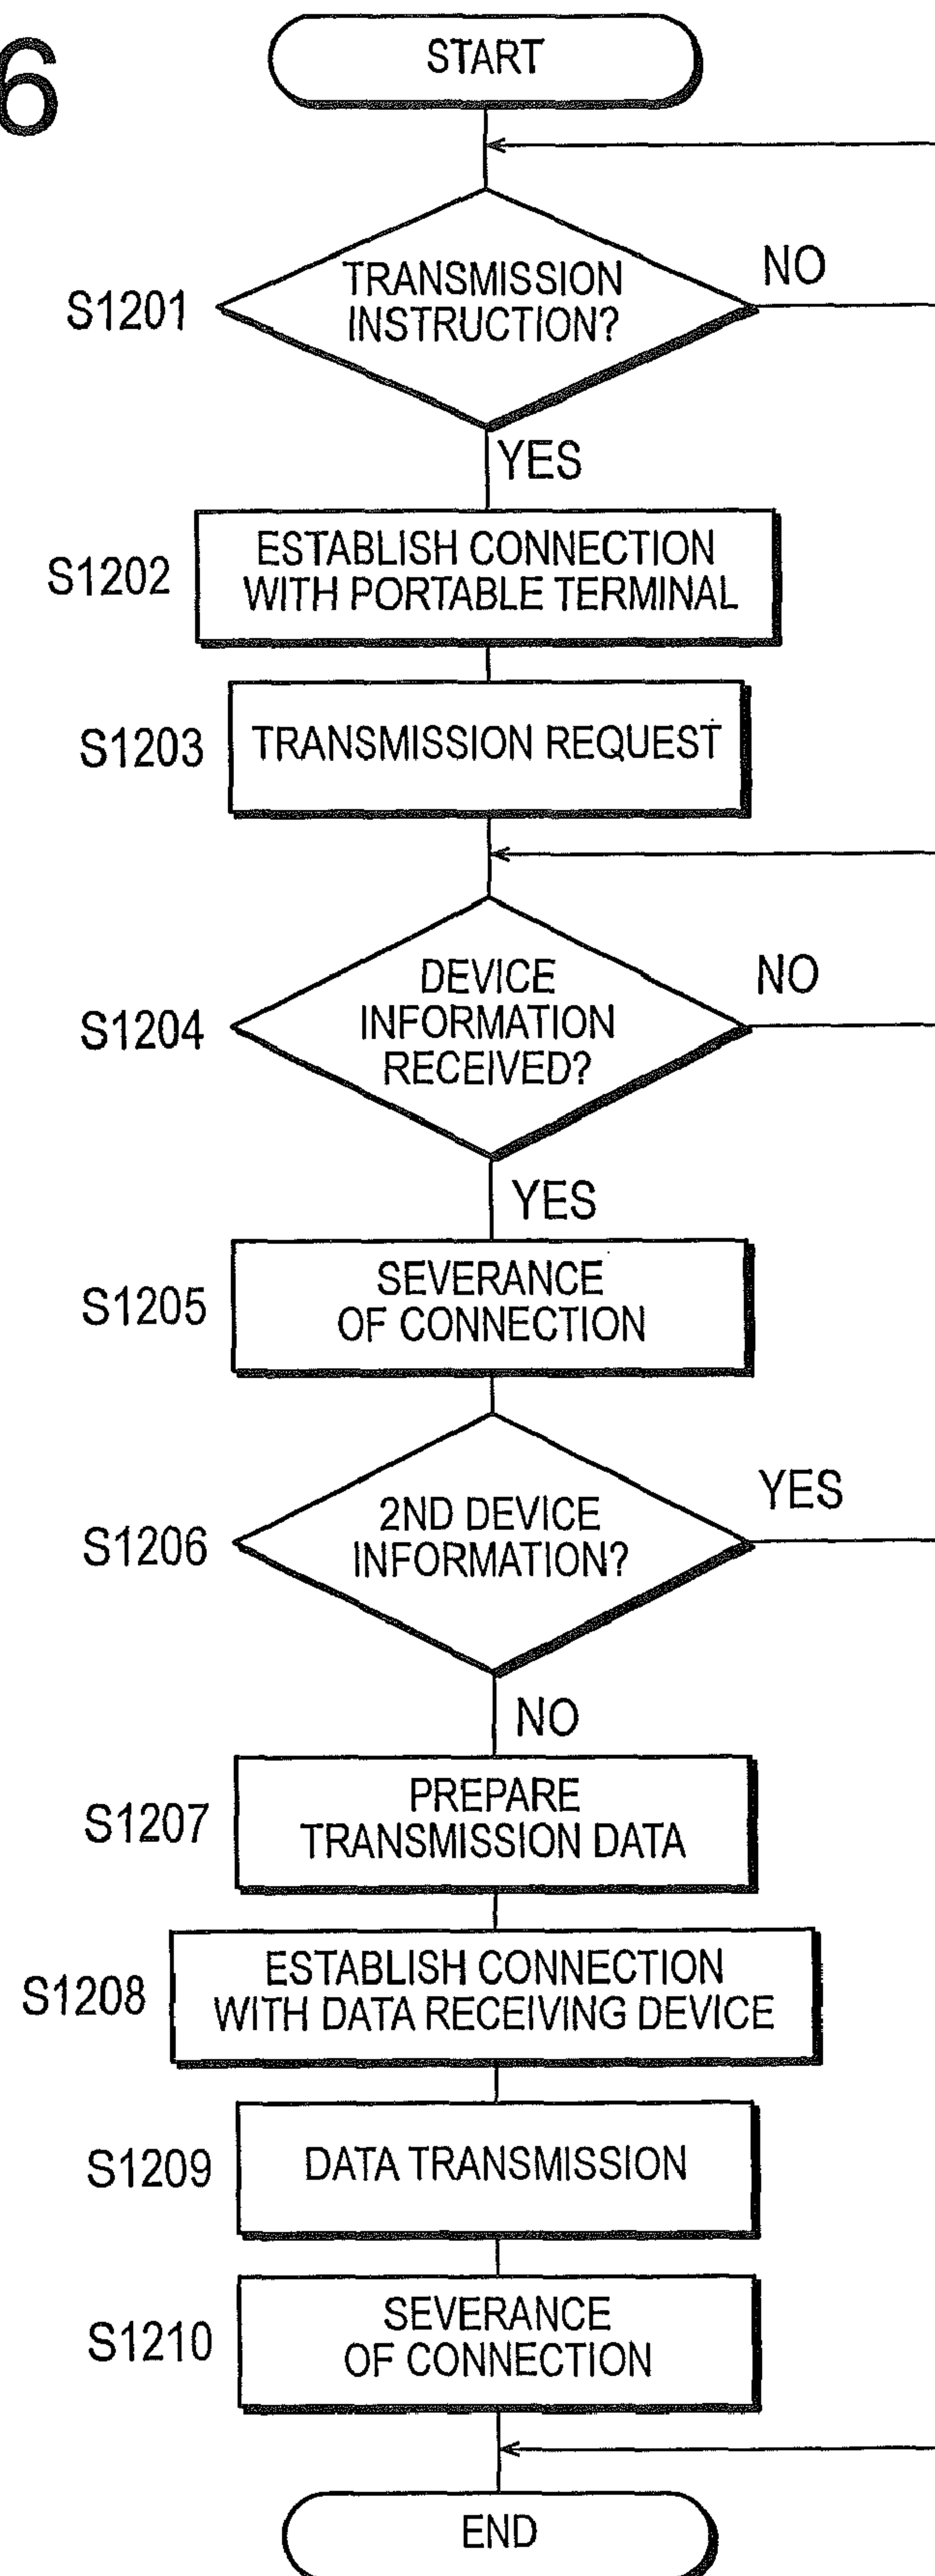 6
START
S1201
TRANSMISSION
INSTRUCTION?
NO
YES
S1202
ESTABLISH CONNECTION
WITH PORTABLE TERMINAL
S1203
TRANSMISSION REQUEST
S1204
DEVICE
INFORMATION
RECEIVED?
NO
YES
S1205
SEVERANCE
OF CONNECTION
S1206
2ND DEVICE
INFORMATION?
YES
NO
S1207
PREPARE
TRANSMISSION DATA
S1208
ESTABLISH CONNECTION
WITH DATA RECEIVING DEVICE
S1209
DATA TRANSMISSION
S1210
SEVERANCE
OF CONNECTION
END